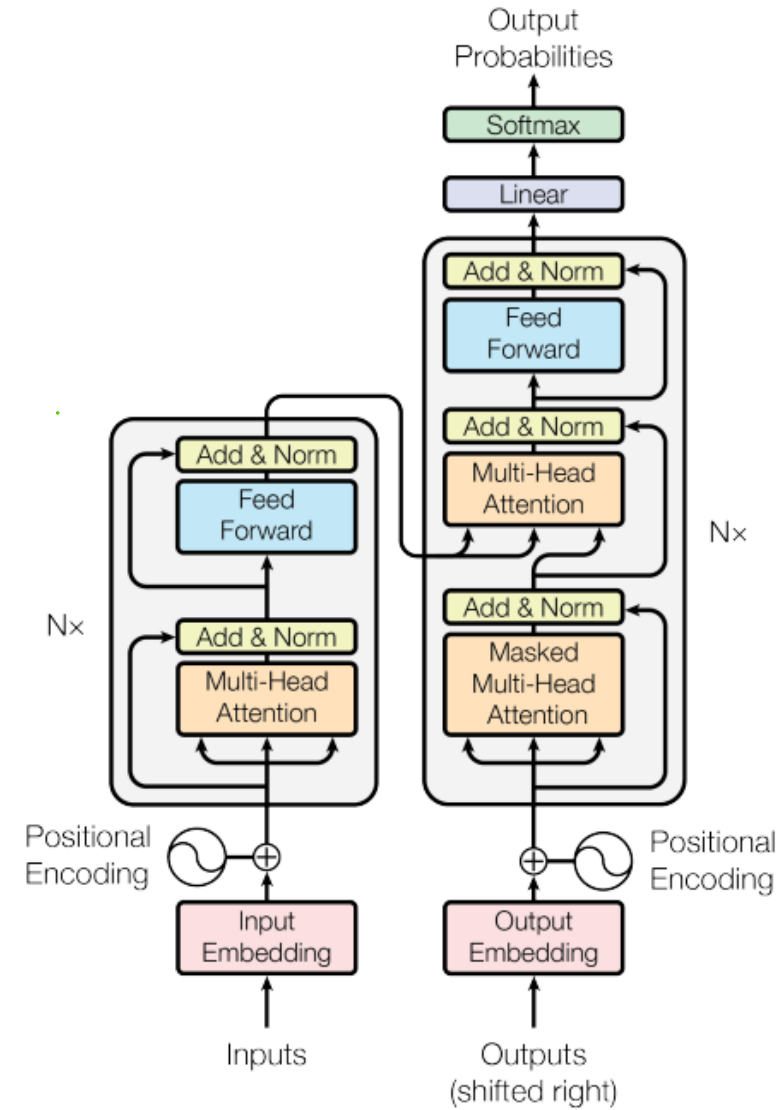 Output
Probabilities
Softmax
Linear
Add & Norm
Feed
Forward
Add & Norm
Multi-Head
Attention
Add & Norm
Masked
Multi-Head
Attention
N×
Positional
Encoding
Output
Embedding
Outputs
(shifted right)
Add & Norm
Feed
Forward
Add & Norm
Multi-Head
Attention
N×
Positional
Encoding
Input
Embedding
Inputs